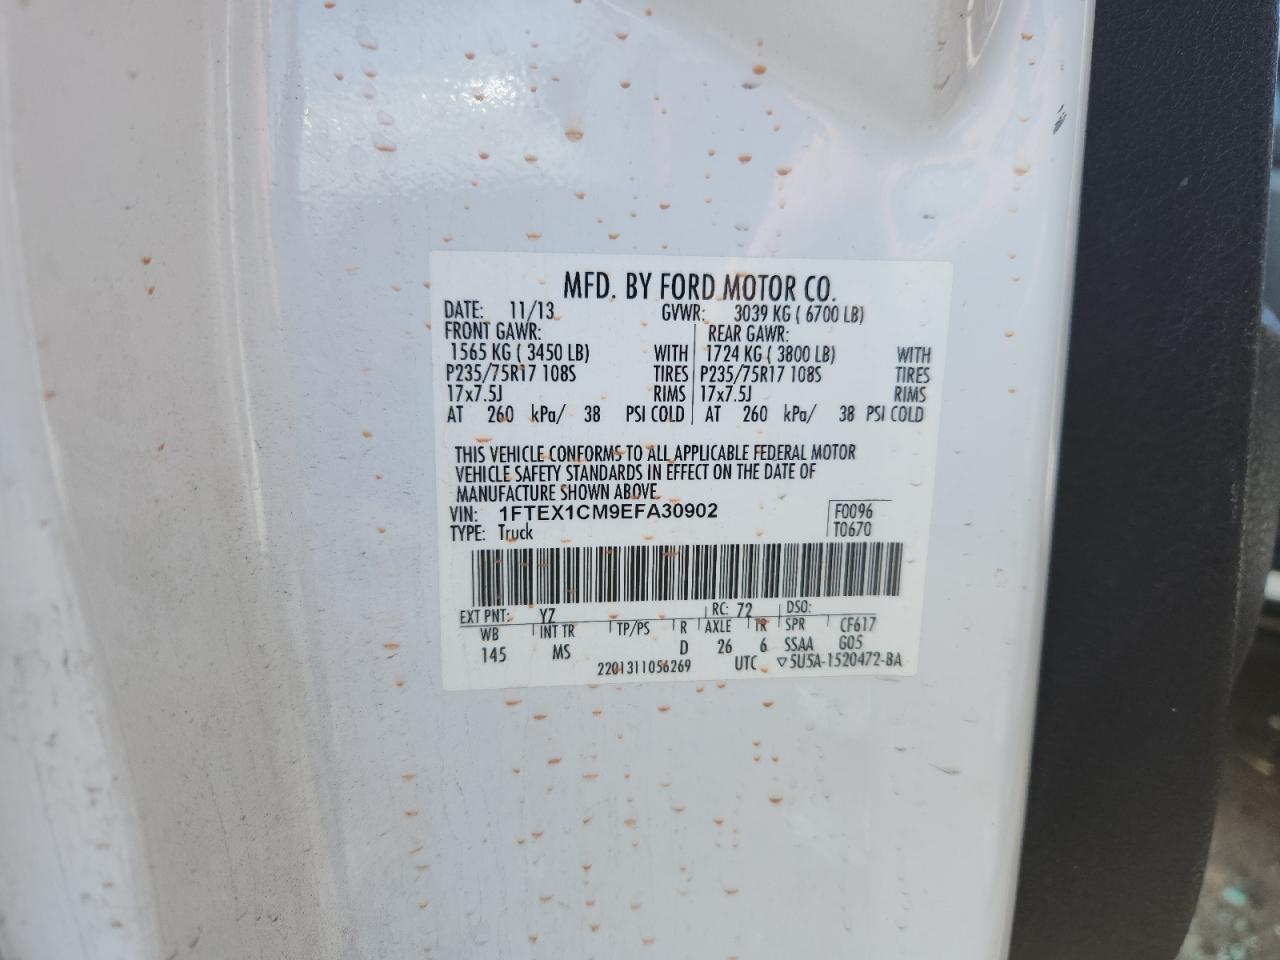 MFD. BY FORD MOTOR CO.
DATE: 11/13 GVWR: 3039 KG ( 6700 LB)
FRONT GAWR: REAR GAWR:
1565 KG ( 3450 LB) WITH 1724 KG ( 3800 LB) WITH
P235/75R17 108S TIRES P235/75R17 108S TIRES
17x7.5J RIMS 17x7.5J RIMS
AT 260 kPa/ 38 PSI COLD AT 260 kPa/ 38 PSI COLD
THIS VEHICLE CONFORMS TO ALL APPLICABLE FEDERAL MOTOR
VEHICLE SAFETY STANDARDS IN EFFECT ON THE DATE OF
MANUFACTURE SHOWN ABOVE
VIN: 1FTEX1CM9EFA30902 F0096
TYPE: Truck T0670
EXT PNT: YZ RC: 72 DSO:
WB INT TR TP/PS R AXLE TR SPR CF617
145 MS D 26 6 SSAA G05
2201311056269 UTC ▽5U5A-1520472-BA